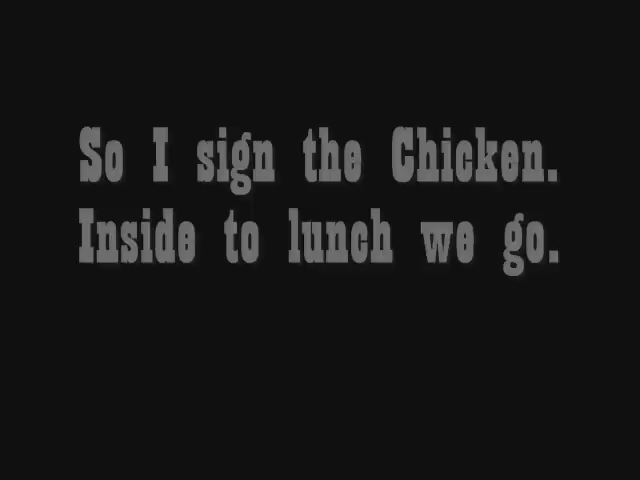 So I sign the Chicken.
Inside to lunch we go.